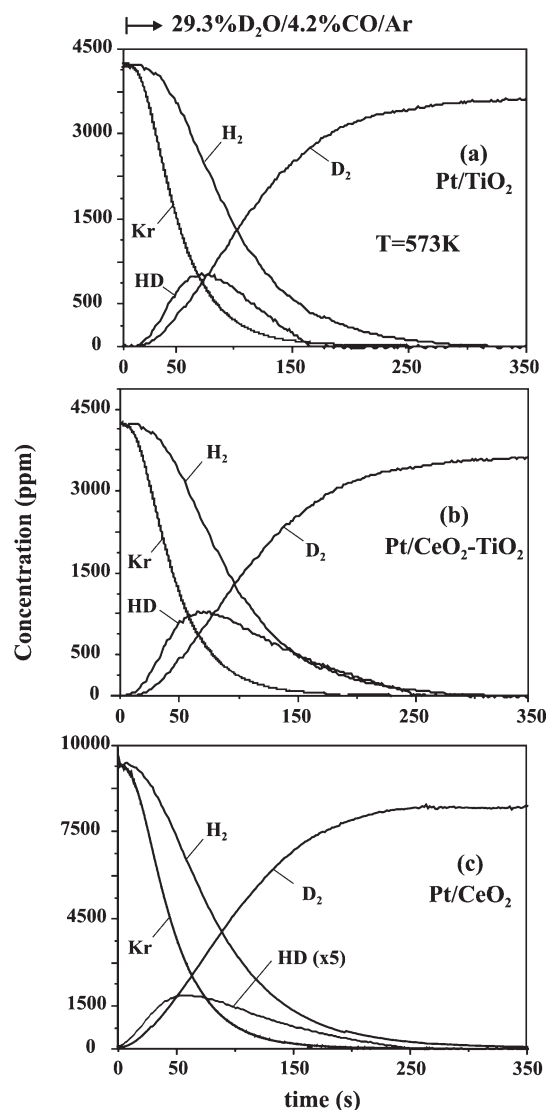 29.3%D₂O/4.2%CO/Ar
4500
3000
1500
500
0
H₂
D₂
Kr
HD
(a)
Pt/TiO₂
T=573K
0
50
150
250
350
4500
3000
1500
500
0
H₂
D₂
Kr
HD
(b)
Pt/CeO₂-TiO₂
0
50
150
250
350
Concentration (ppm)
10000
7500
4500
1500
0
H₂
D₂
Kr
HD (x5)
(c)
Pt/CeO₂
0
50
150
250
350
time (s)